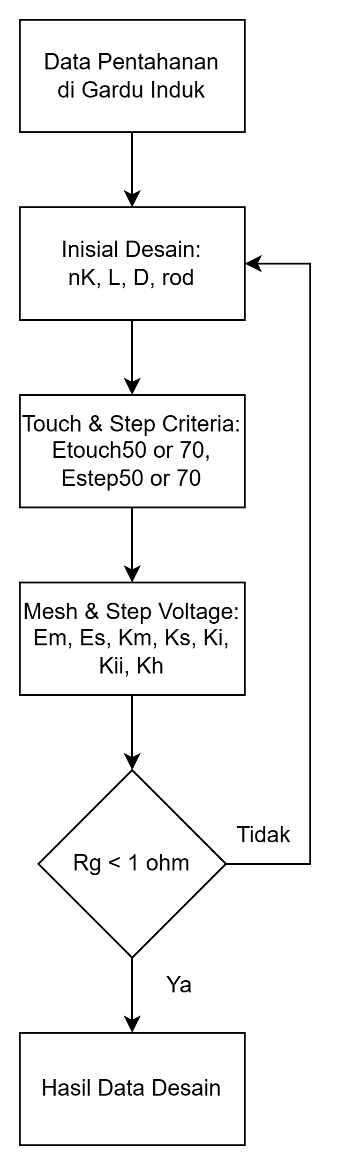 Data Pentahanan
di Gardu Induk
Inisial Desain:
nK, L, D, rod
Touch & Step Criteria:
Etouch50 or 70,
Estep50 or 70
Mesh & Step Voltage:
Em, Es, Km, Ks, Ki,
Kii, Kh
Rg < 1 ohm
Tidak
Ya
Hasil Data Desain